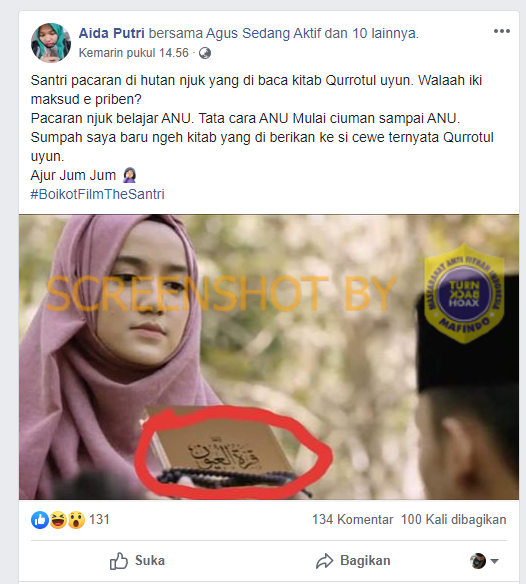 Aida Putri bersama Agus Sedang Aktif dan 10 lainnya.
Kemarin pukul 14.56 ·
Santri pacaran di hutan njuk yang di baca kitab Qurrotul uyun. Walaah iki
maksud e priben?
Pacaran njuk belajar ANU. Tata cara ANU Mulai ciuman sampai ANU.
Sumpah saya baru ngeh kitab yang di berikan ke si cewe ternyata Qurrotul
uyun.
Ajur Jum Jum
#BoikotFilmTheSantri
SCREENSHOT BY
MASYARAKAT ANTI FITNAH INDONESIA
TURN
BACK
HOAX
MAFINDO
قرة العيون
131
134 Komentar 100 Kali dibagikan
Suka
Bagikan